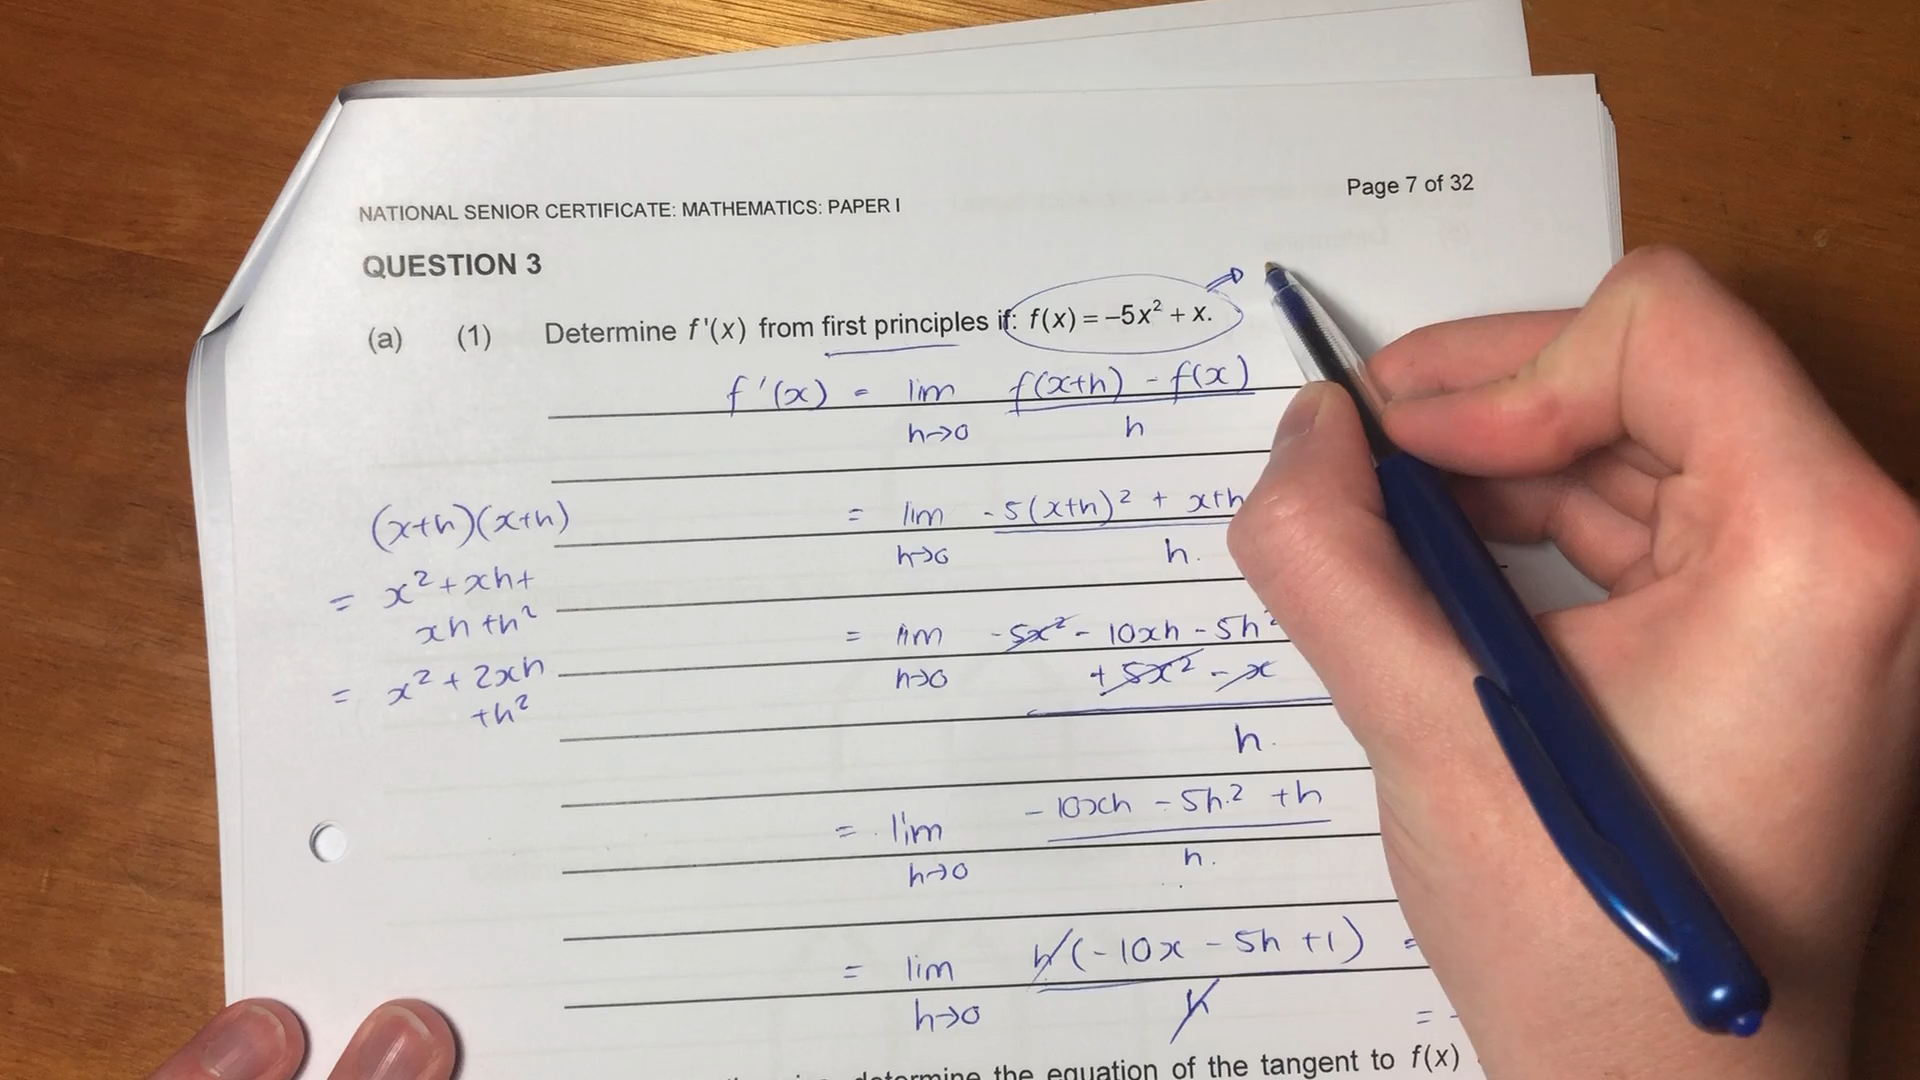 Page 7 of 32
NATIONAL SENIOR CERTIFICATE: MATHEMATICS: PAPER I
QUESTION 3
(a) (1) Determine f'(x) from first principles if: f(x) = −5x² + x.
f'(x) = lim f(x+h) - f(x)
h→0 h
(x+h)(x+h)
= lim -5(x+h)² + x+h
h→0 h.
= x² + xh +
xh + h²
= lim -5x² - 10xh - 5h²
h→0 + 5x² - x
= x² + 2xh
+ h²
h.
= lim -10xh - 5h² + h
h→0 h.
= lim h(-10x - 5h + 1) =
h→0 h
= -
determine the equation of the tangent to f(x)